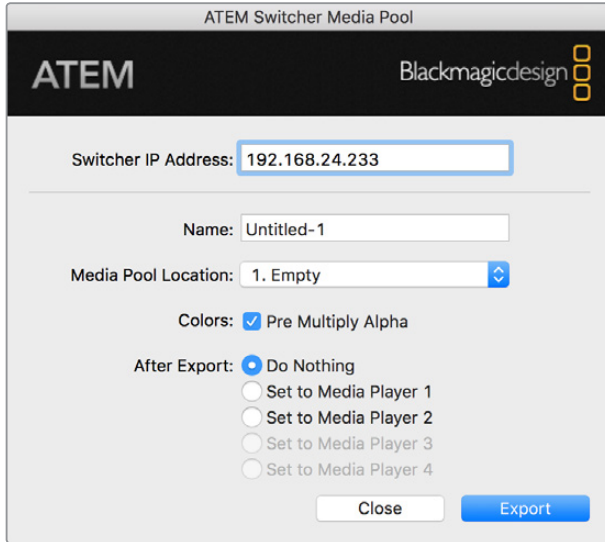 ATEM Switcher Media Pool
ATEM
Blackmagicdesign
Switcher IP Address: 192.168.24.233
Name: Untitled-1
Media Pool Location: 1. Empty
Colors: Pre Multiply Alpha
After Export: Do Nothing
Set to Media Player 1
Set to Media Player 2
Set to Media Player 3
Set to Media Player 4
Close Export